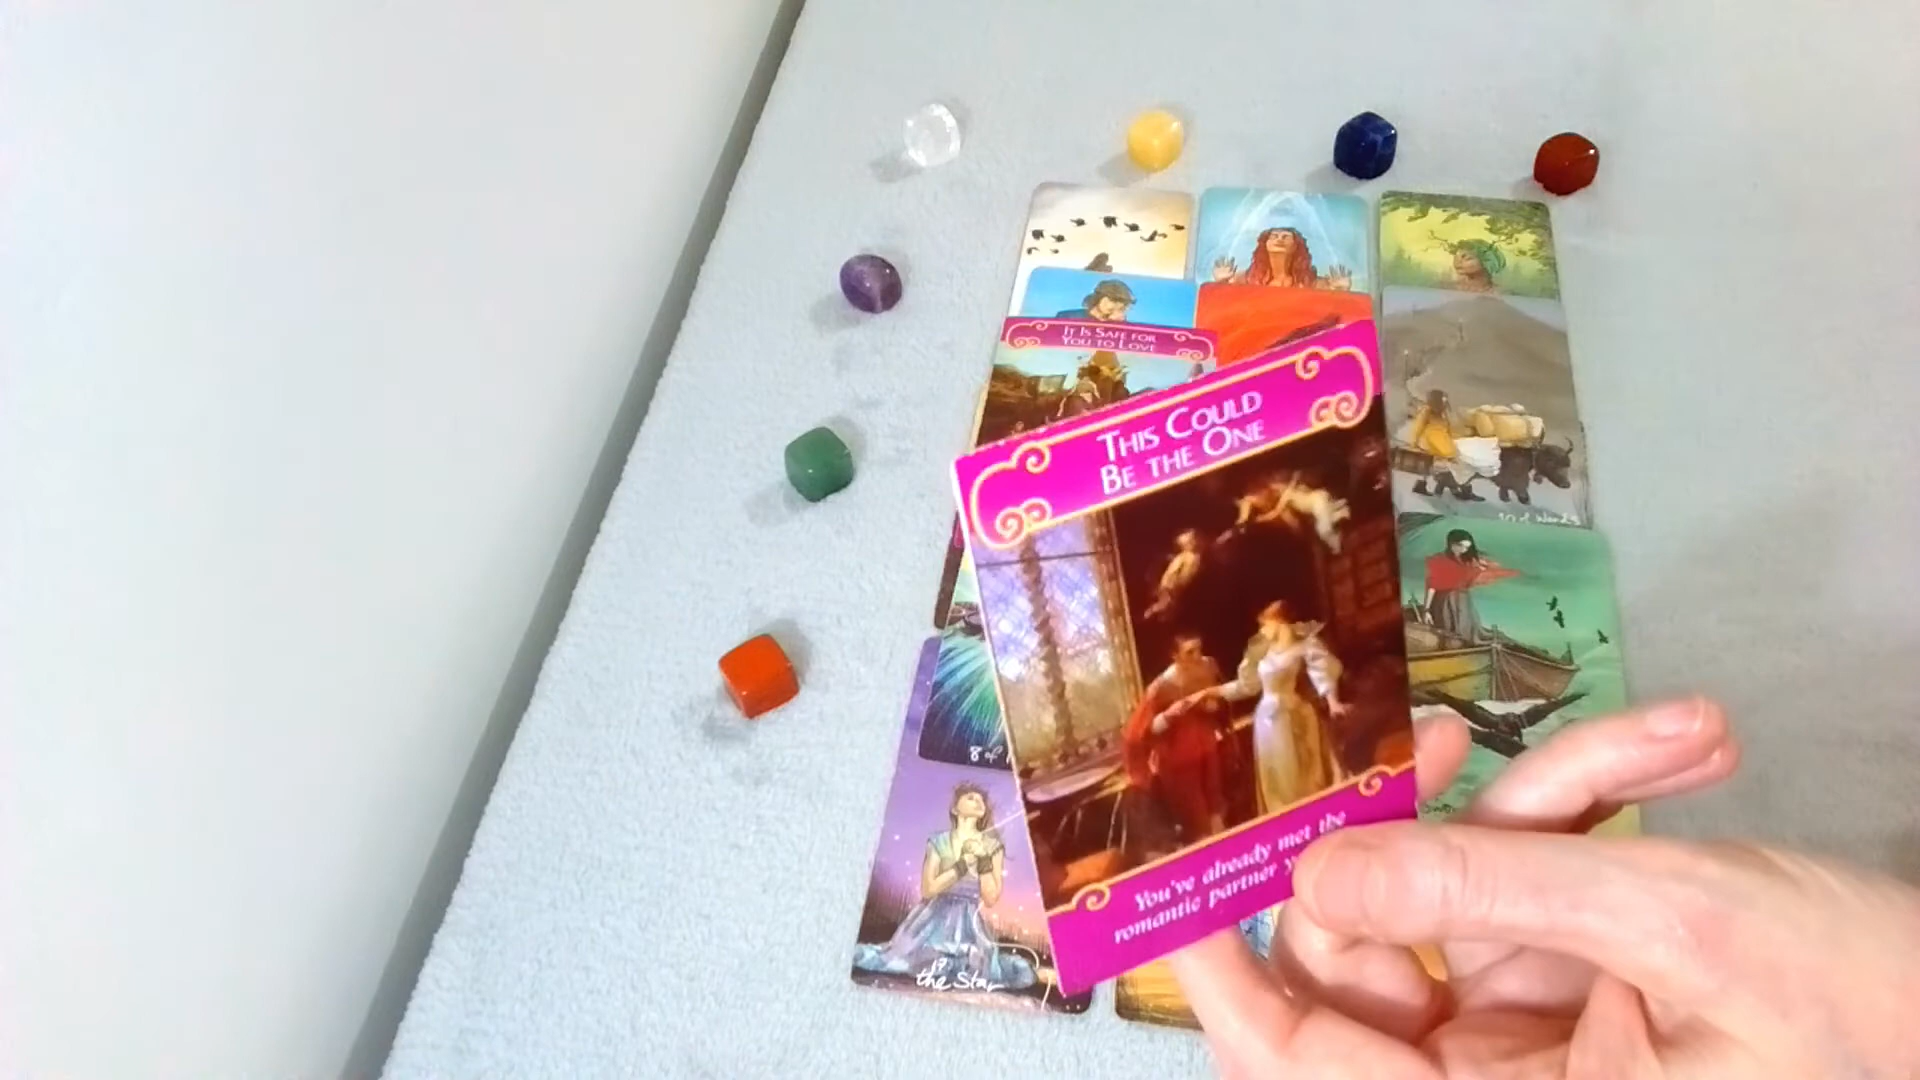 IT IS SAFE FOR
YOU TO LOVE
THIS COULD
BE THE ONE
10 of Wands
8 of
You've already met the
romantic partner
the Star